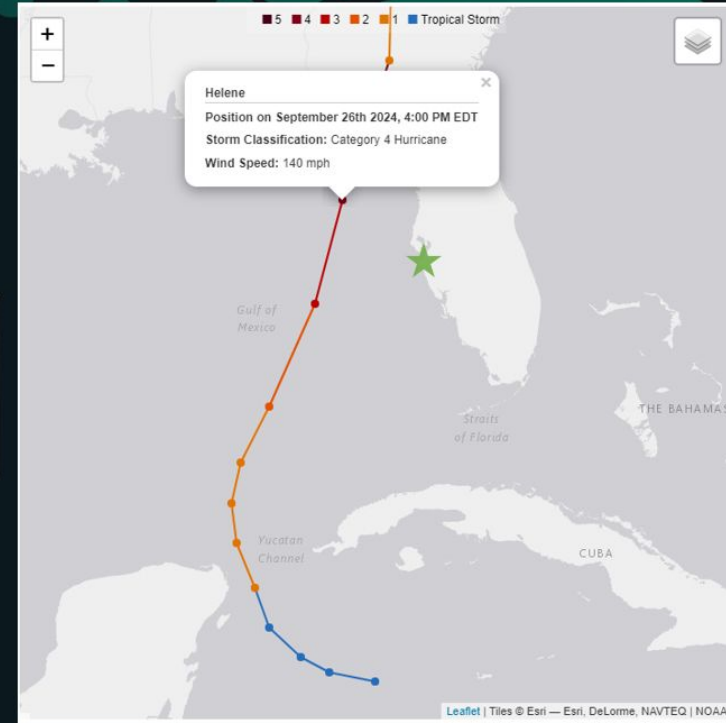 +
−
5 4 3 2 1 Tropical Storm
Helene
×
Position on September 26th 2024, 4:00 PM EDT
Storm Classification: Category 4 Hurricane
Wind Speed: 140 mph
Gulf of
Mexico
Straits
of Florida
THE BAHAMAS
Yucatan
Channel
CUBA
Leaflet | Tiles © Esri — Esri, DeLorme, NAVTEQ | NOAA